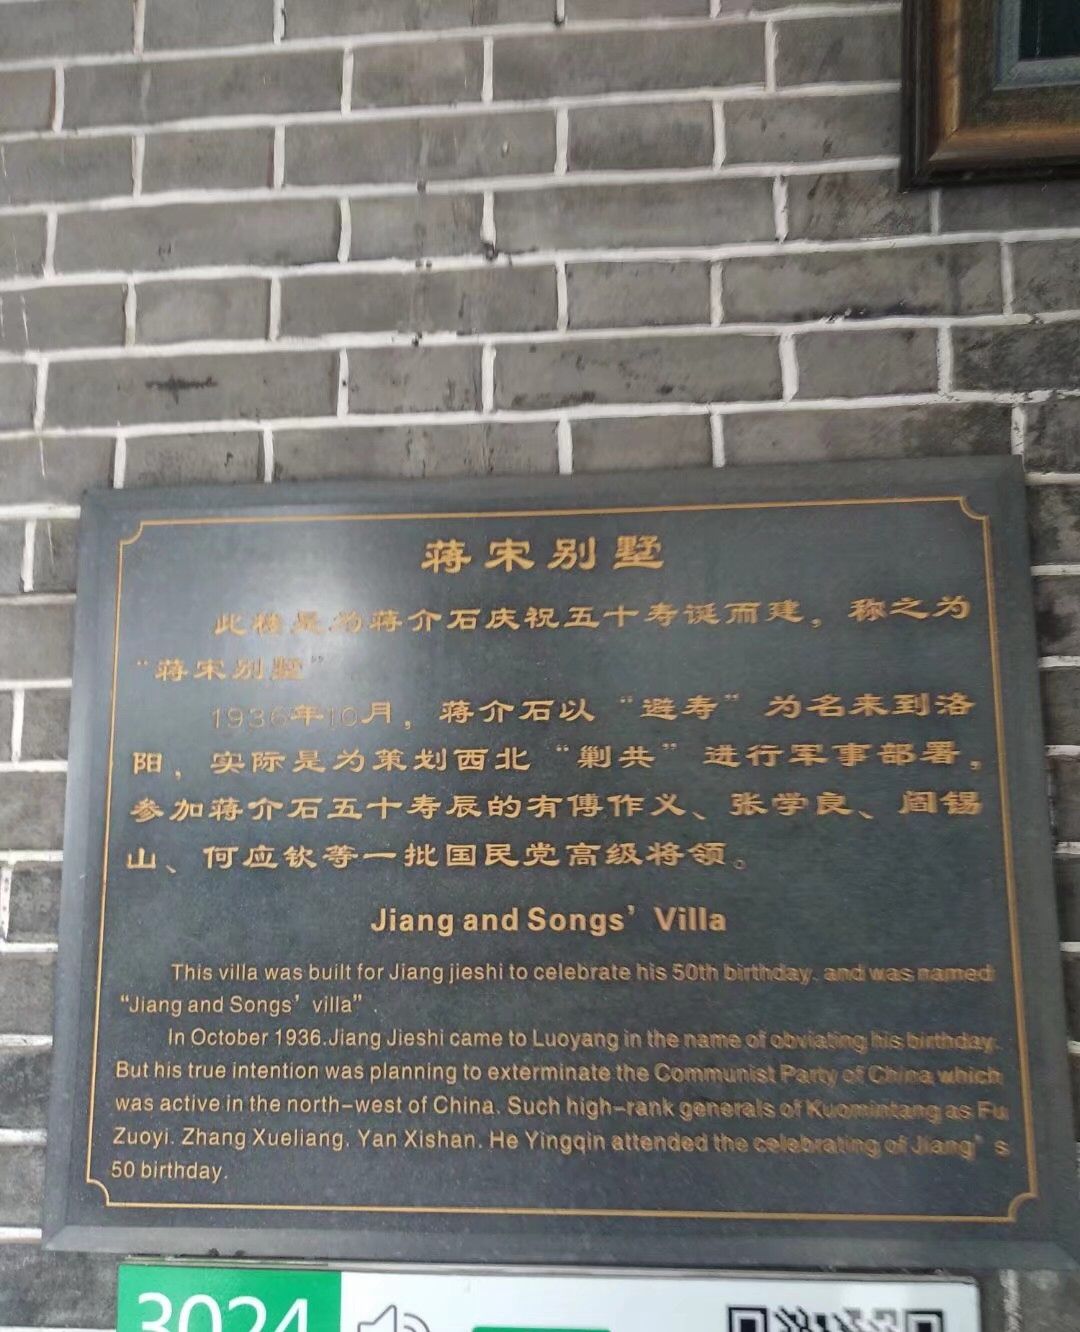 蒋宋别墅
此楼是为蒋介石庆祝五十寿诞而建，称之为
“蒋宋别墅”
1936年10月，蒋介石以“避寿”为名来到洛
阳，实际是为策划西北“剿共”进行军事部署，
参加蒋介石五十寿辰的有傅作义、张学良、阎锡
山、何应钦等一批国民党高级将领。
Jiang and Songs’ Villa
This villa was built for Jiang jieshi to celebrate his 50th birthday. and was named
“Jiang and Songs’ villa”.
In October 1936.Jiang Jieshi came to Luoyang in the name of obviating his birthday.
But his true intention was planning to exterminate the Communist Party of China which
was active in the north-west of China. Such high-rank generals of Kuomintang as Fu
Zuoyi. Zhang Xueliang. Yan Xishan. He Yingqin attended the celebrating of Jiang’s
50 birthday.
3024